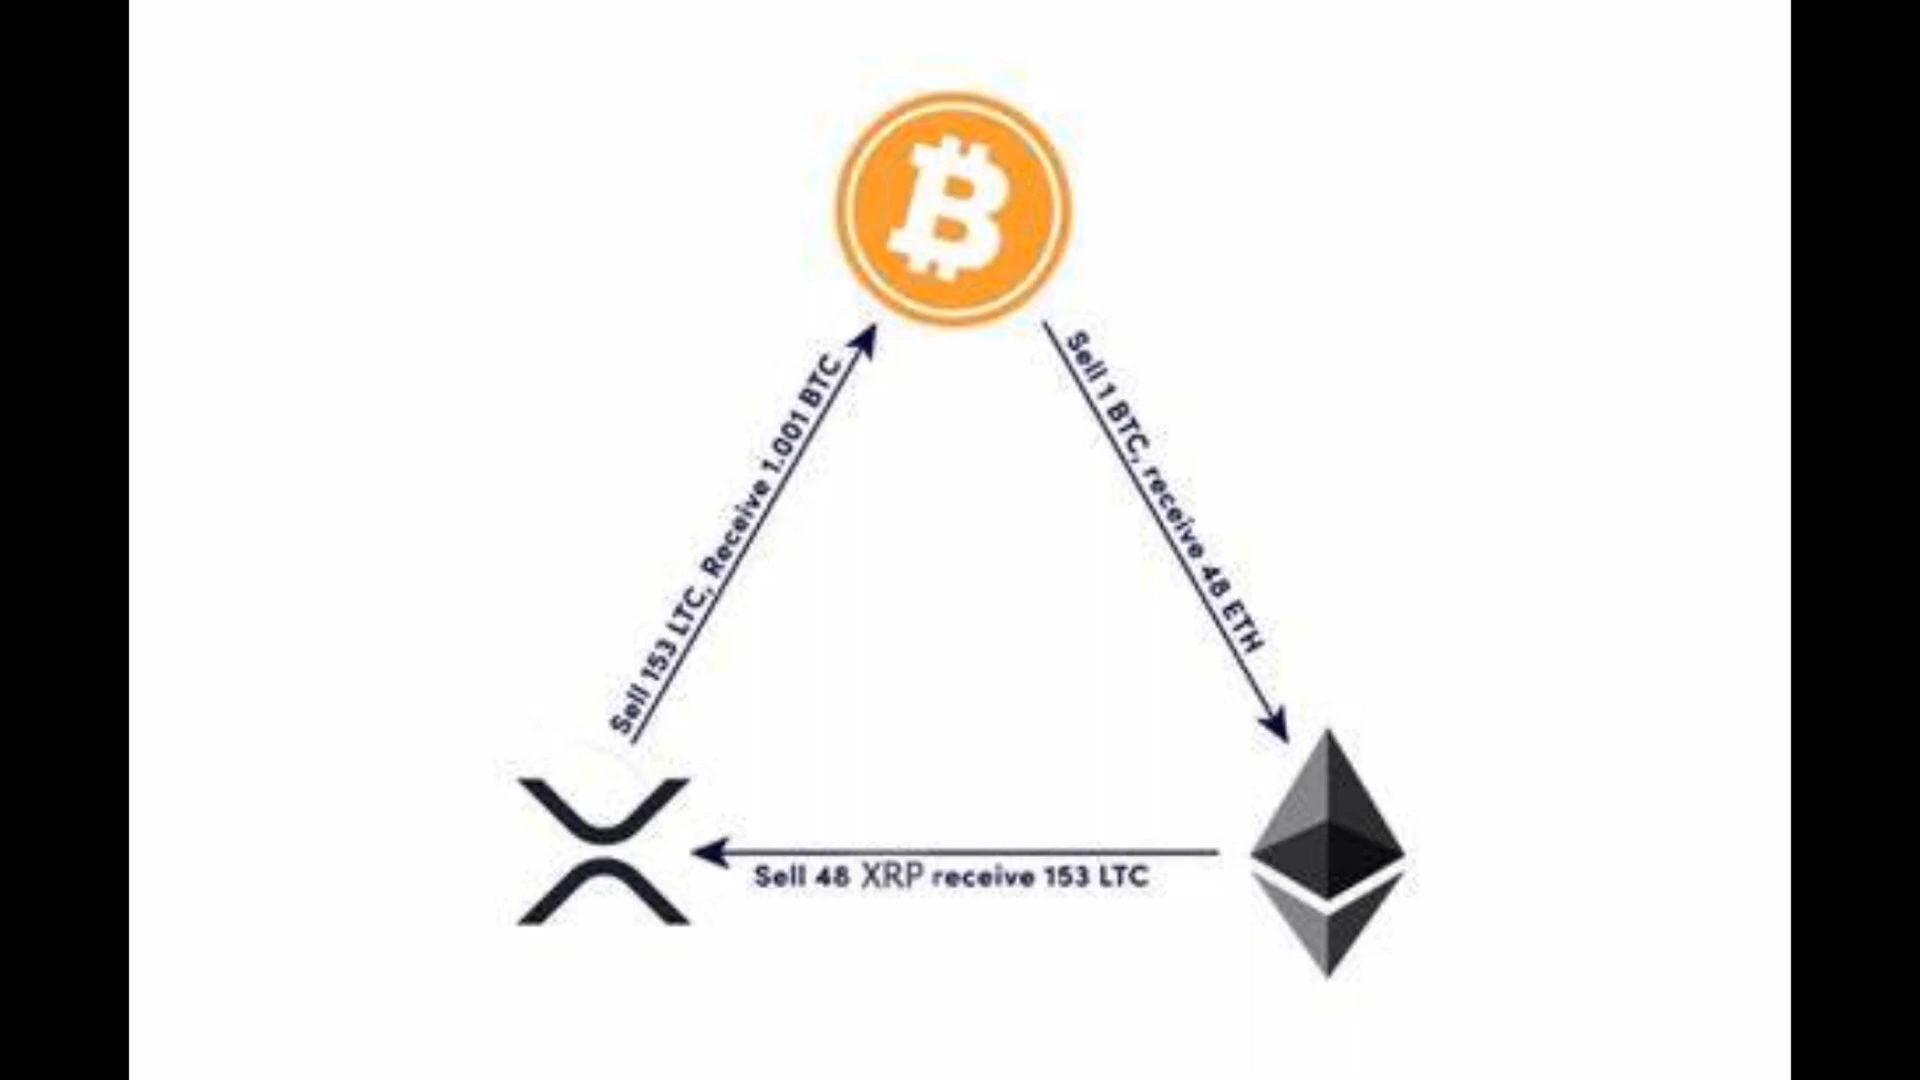 Sell 1 BTC, receive 48 ETH
Sell 48 XRP receive 153 LTC
Sell 153 LTC, Receive 1.001 BTC